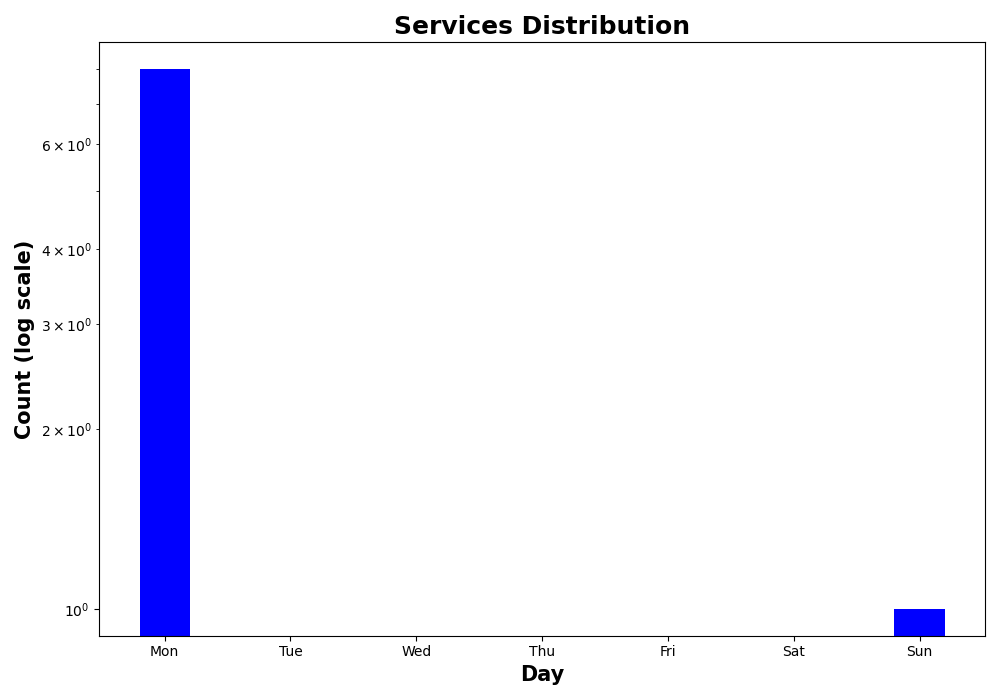 Services Distribution
Count (log scale)
6 × 10⁰
4 × 10⁰
3 × 10⁰
2 × 10⁰
10⁰
Mon Tue Wed Thu Fri Sat Sun
Day